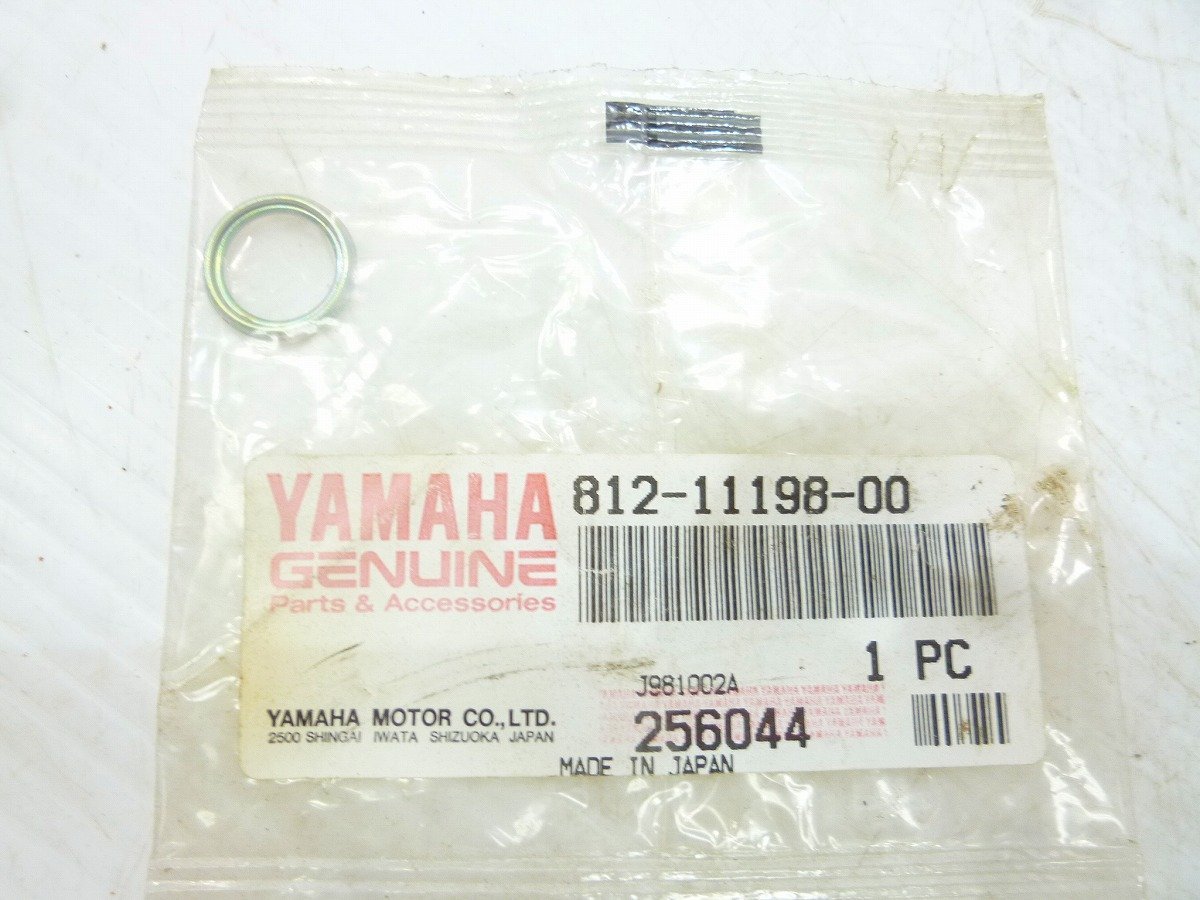 YAMAHA
GENUINE
Parts & Accessories
812-11198-00
1 PC
J981002A
256044
YAMAHA MOTOR CO.,LTD.
2500 SHINGAI IWATA SHIZUOKA JAPAN
MADE IN JAPAN